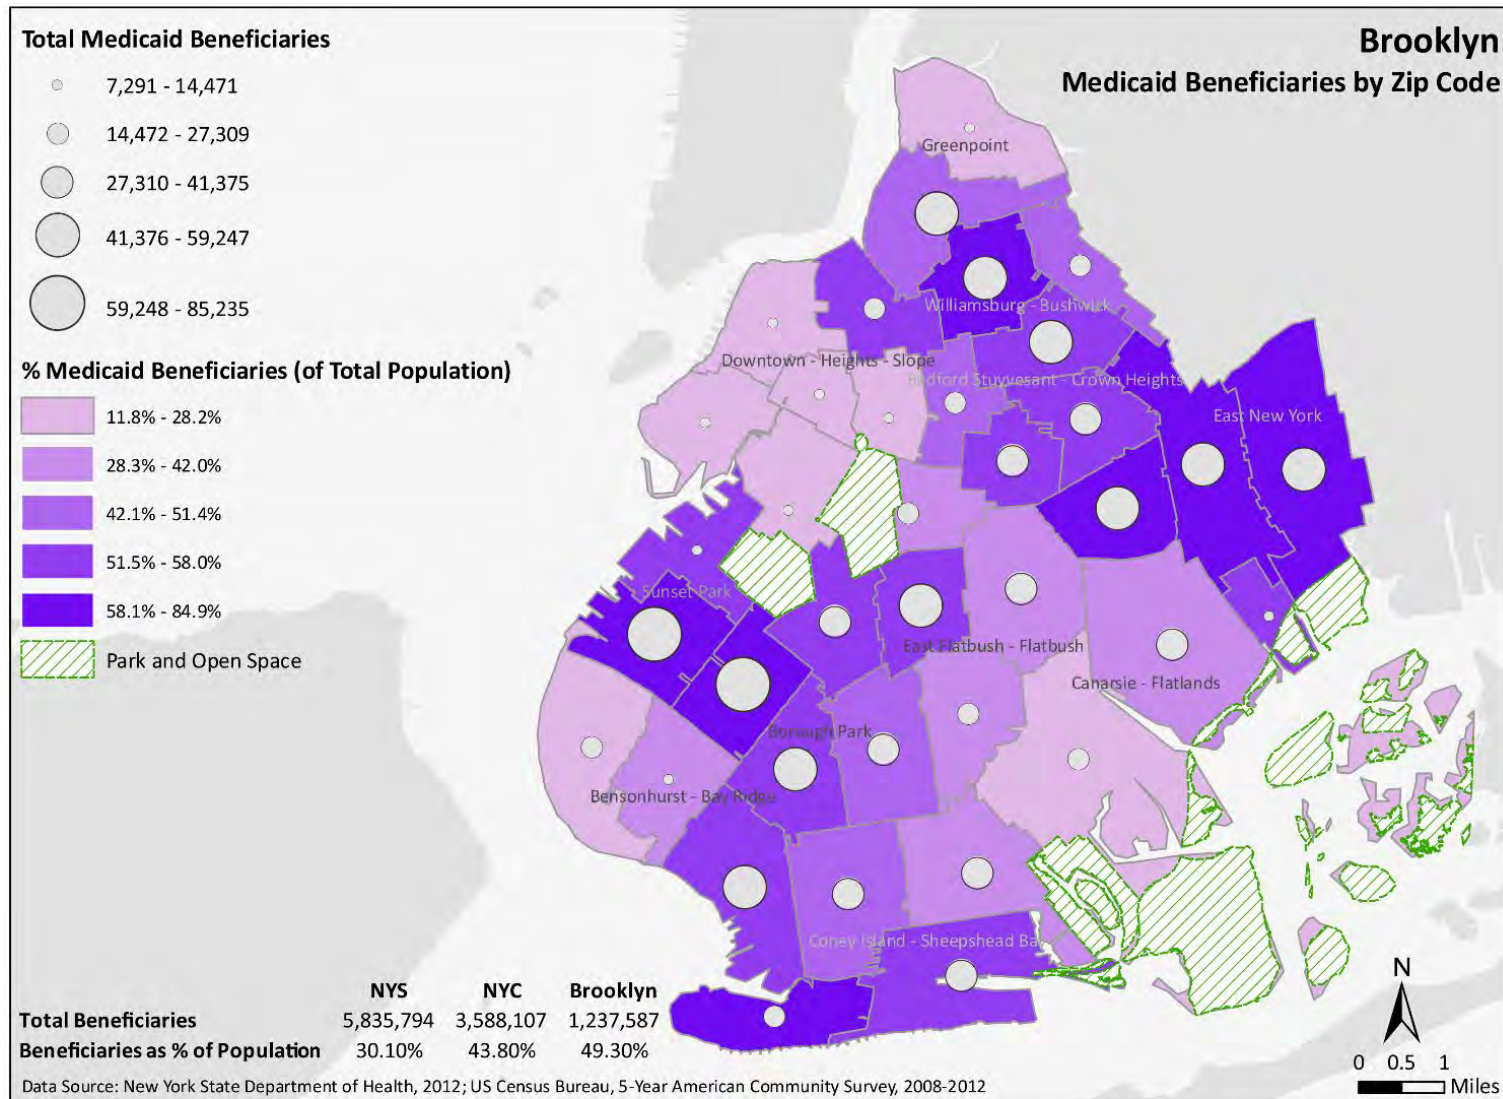 Total Medicaid Beneficiaries
7,291 - 14,471
14,472 - 27,309
27,310 - 41,375
41,376 - 59,247
59,248 - 85,235
% Medicaid Beneficiaries (of Total Population)
11.8% - 28.2%
28.3% - 42.0%
42.1% - 51.4%
51.5% - 58.0%
58.1% - 84.9%
Park and Open Space
Brooklyn
Medicaid Beneficiaries by Zip Code
Greenpoint
Williamsburg - Bushwick
Downtown - Heights - Slope
Bedford Stuyvesant - Crown Heights
East New York
Sunset Park
East Flatbush - Flatbush
Canarsie - Flatlands
Borough Park
Bensonhurst - Bay Ridge
Coney Island - Sheepshead Bay
NYS NYC Brooklyn
Total Beneficiaries 5,835,794 3,588,107 1,237,587
Beneficiaries as % of Population 30.10% 43.80% 49.30%
Data Source: New York State Department of Health, 2012; US Census Bureau, 5-Year American Community Survey, 2008-2012
N
0 0.5 1
Miles